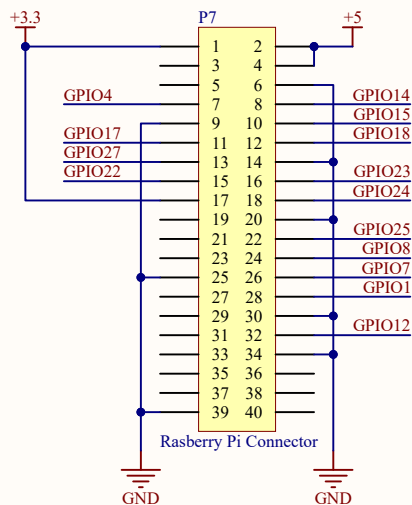 P7
+3.3
+5
1 2
3 4
5 6
GPIO4 7 8 GPIO14
9 10 GPIO15
GPIO17 11 12 GPIO18
GPIO27 13 14
GPIO22 15 16 GPIO23
17 18 GPIO24
19 20
21 22 GPIO25
23 24 GPIO8
25 26 GPIO7
27 28 GPIO1
29 30
31 32 GPIO12
33 34
35 36
37 38
39 40
Rasberry Pi Connector
GND GND